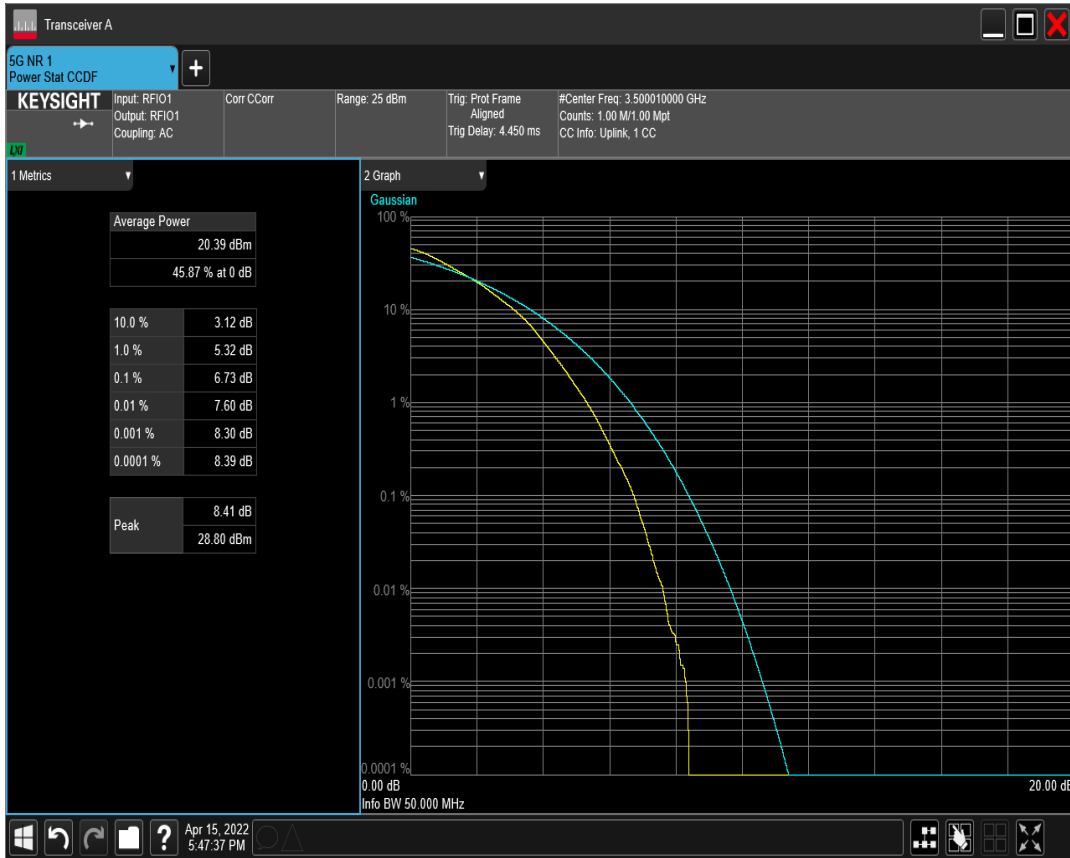 Transceiver A
5G NR 1
Power Stat CCDF
+
KEYSIGHT
LXI
Input: RFIO1
Output: RFIO1
Coupling: AC
Corr CCorr
Range: 25 dBm
Trig: Prot Frame
Aligned
Trig Delay: 4.450 ms
#Center Freq: 3.500010000 GHz
Counts: 1.00 M/1.00 Mpt
CC Info: Uplink, 1 CC
1 Metrics
Average Power
20.39 dBm
45.87 % at 0 dB
10.0 % 3.12 dB
1.0 % 5.32 dB
0.1 % 6.73 dB
0.01 % 7.60 dB
0.001 % 8.30 dB
0.0001 % 8.39 dB
Peak
8.41 dB
28.80 dBm
2 Graph
Gaussian
100 %
10 %
1 %
0.1 %
0.01 %
0.001 %
0.0001 %
0.00 dB
20.00 dB
Info BW 50.000 MHz
?
Apr 15, 2022
5:47:37 PM